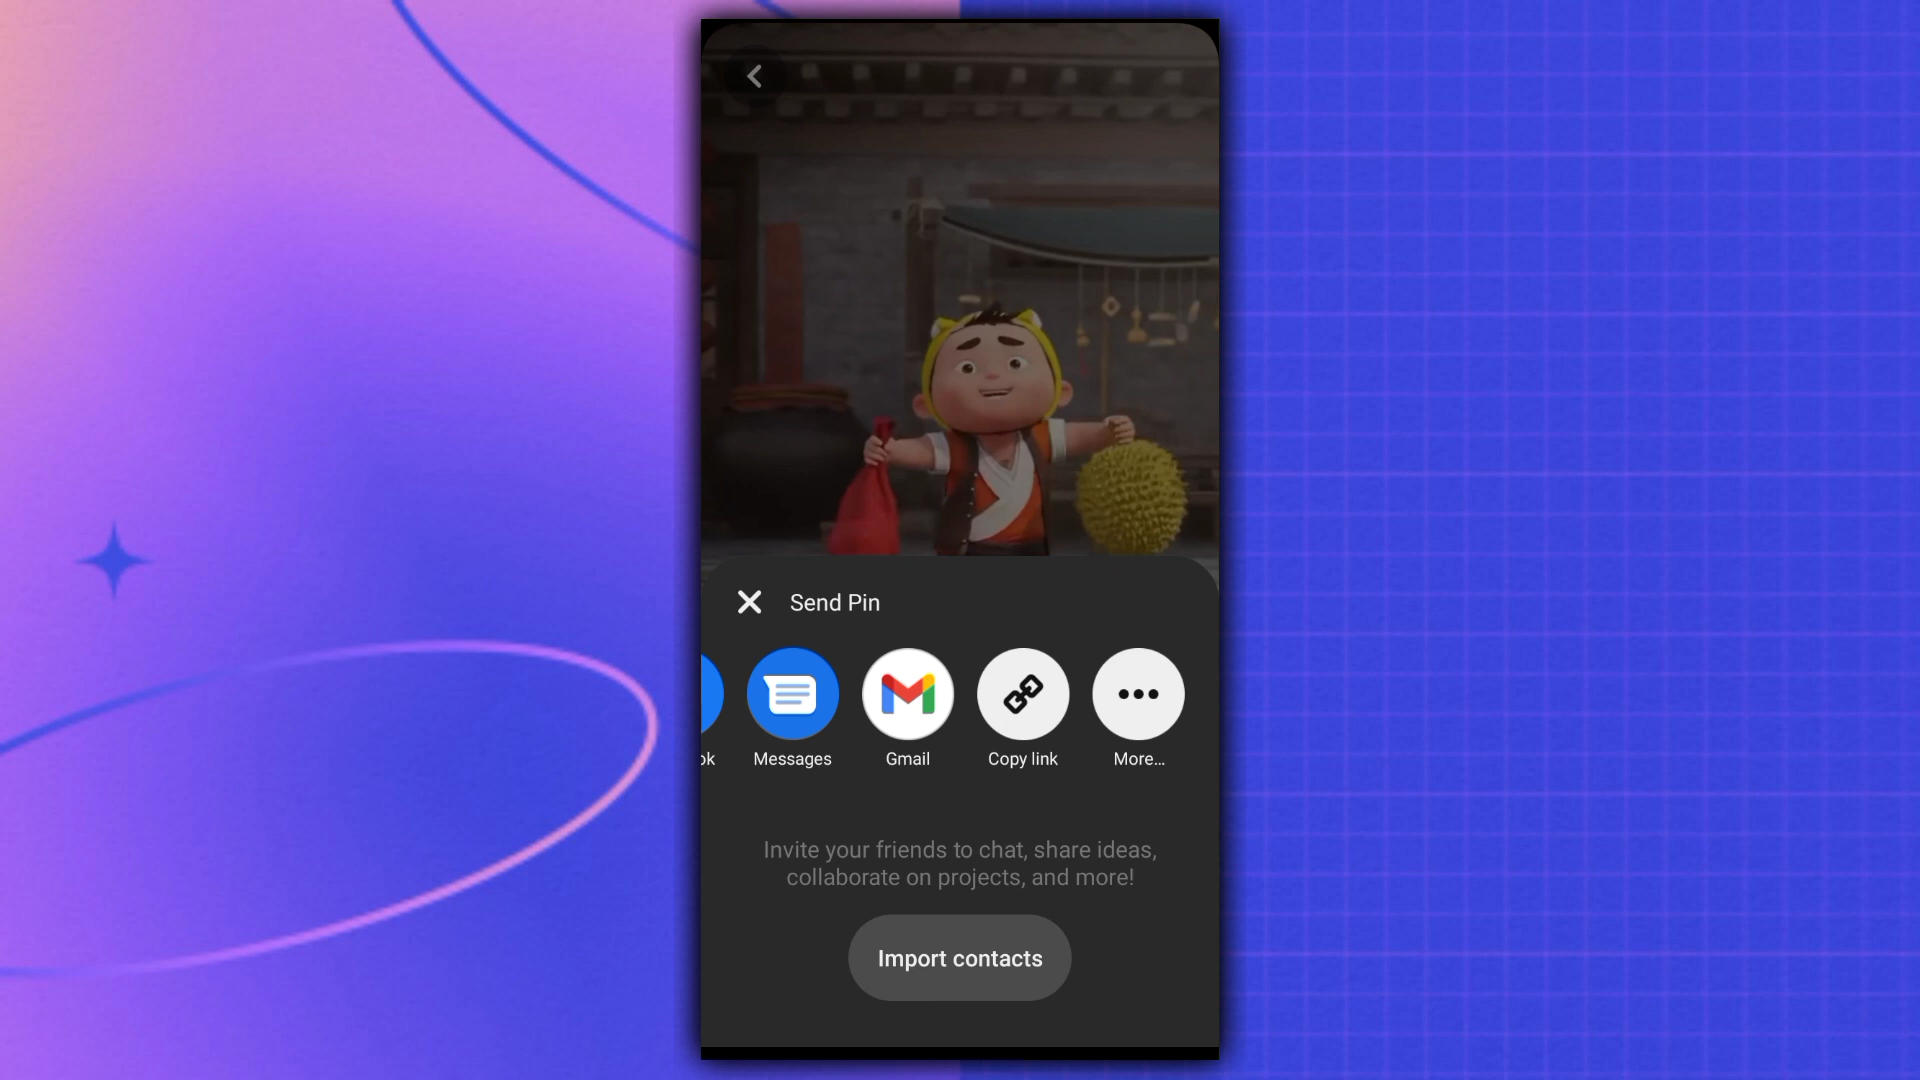 Send Pin
ok
Messages
Gmail
Copy link
More...
Invite your friends to chat, share ideas,
collaborate on projects, and more!
Import contacts